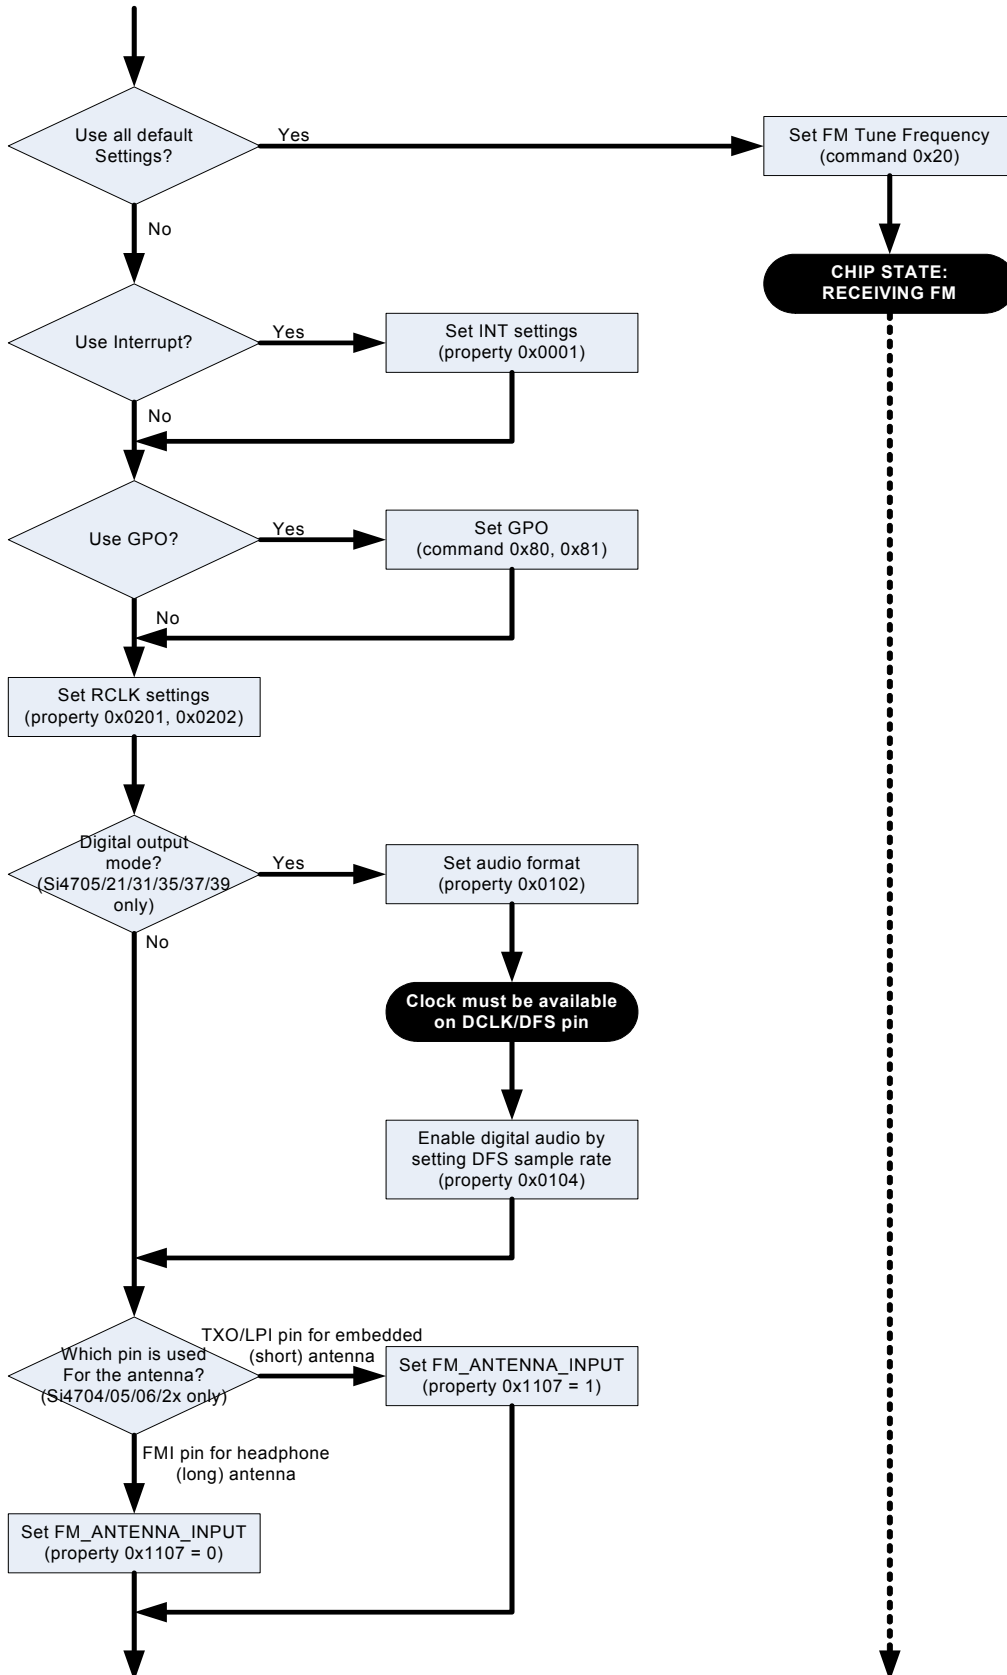 Use all default
Settings?
Yes
Set FM Tune Frequency
(command 0x20)
No
CHIP STATE:
RECEIVING FM
Use Interrupt?
Yes
Set INT settings
(property 0x0001)
No
Use GPO?
Yes
Set GPO
(command 0x80, 0x81)
No
Set RCLK settings
(property 0x0201, 0x0202)
Digital output
mode?
(Si4705/21/31/35/37/39
only)
Yes
Set audio format
(property 0x0102)
No
Clock must be available
on DCLK/DFS pin
Enable digital audio by
setting DFS sample rate
(property 0x0104)
Which pin is used
For the antenna?
(Si4704/05/06/2x only)
TXO/LPI pin for embedded
(short) antenna
Set FM_ANTENNA_INPUT
(property 0x1107 = 1)
FMI pin for headphone
(long) antenna
Set FM_ANTENNA_INPUT
(property 0x1107 = 0)